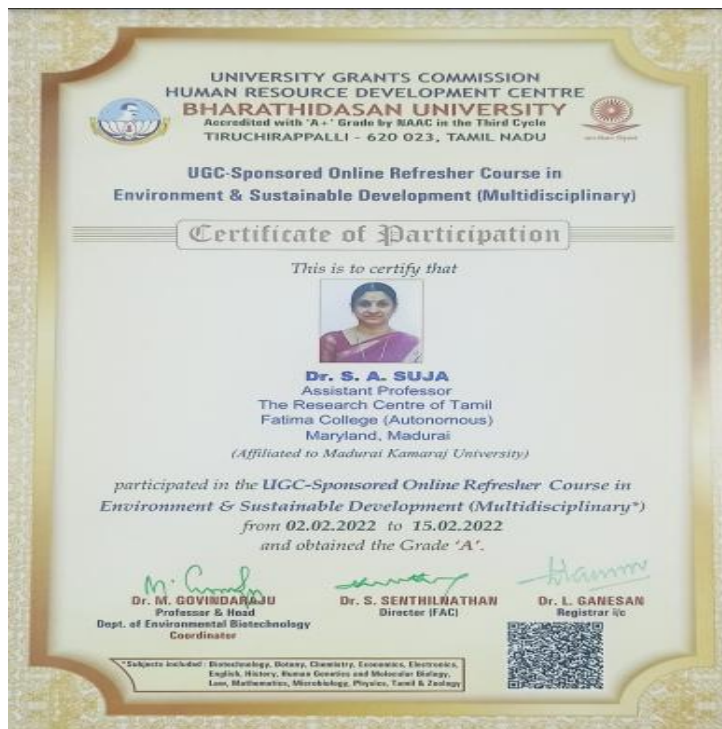 UNIVERSITY GRANTS COMMISSION
HUMAN RESOURCE DEVELOPMENT CENTRE
BHARATHIDASAN UNIVERSITY
Accredited with 'A+' Grade by NAAC in the Third Cycle
TIRUCHIRAPPALLI - 620 023, TAMIL NADU
UGC-Sponsored Online Refresher Course in
Environment & Sustainable Development (Multidisciplinary)
Certificate of Participation
This is to certify that
Dr. S. A. SUJA
Assistant Professor
The Research Centre of Tamil
Fatima College (Autonomous)
Maryland, Madurai
(Affiliated to Madurai Kamaraj University)
participated in the UGC-Sponsored Online Refresher Course in
Environment & Sustainable Development (Multidisciplinary*)
from 02.02.2022 to 15.02.2022
and obtained the Grade 'A'.
Dr. M. GOVINDARAJU
Professor & Head
Dept. of Environmental Biotechnology
Coordinator
Dr. S. SENTHILNATHAN
Director (FAC)
Dr. L. GANESAN
Registrar i/c
*Subjects included : Biotechnology, Botany, Chemistry, Economics, Electronics,
English, History, Human Genetics and Molecular Biology,
Law, Mathematics, Microbiology, Physics, Tamil & Zoology